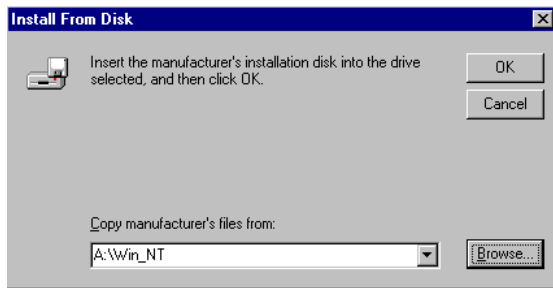 Install From Disk
Insert the manufacturer's installation disk into the drive
selected, and then click OK.
OK
Cancel
Copy manufacturer's files from:
A:\Win_NT
Browse...